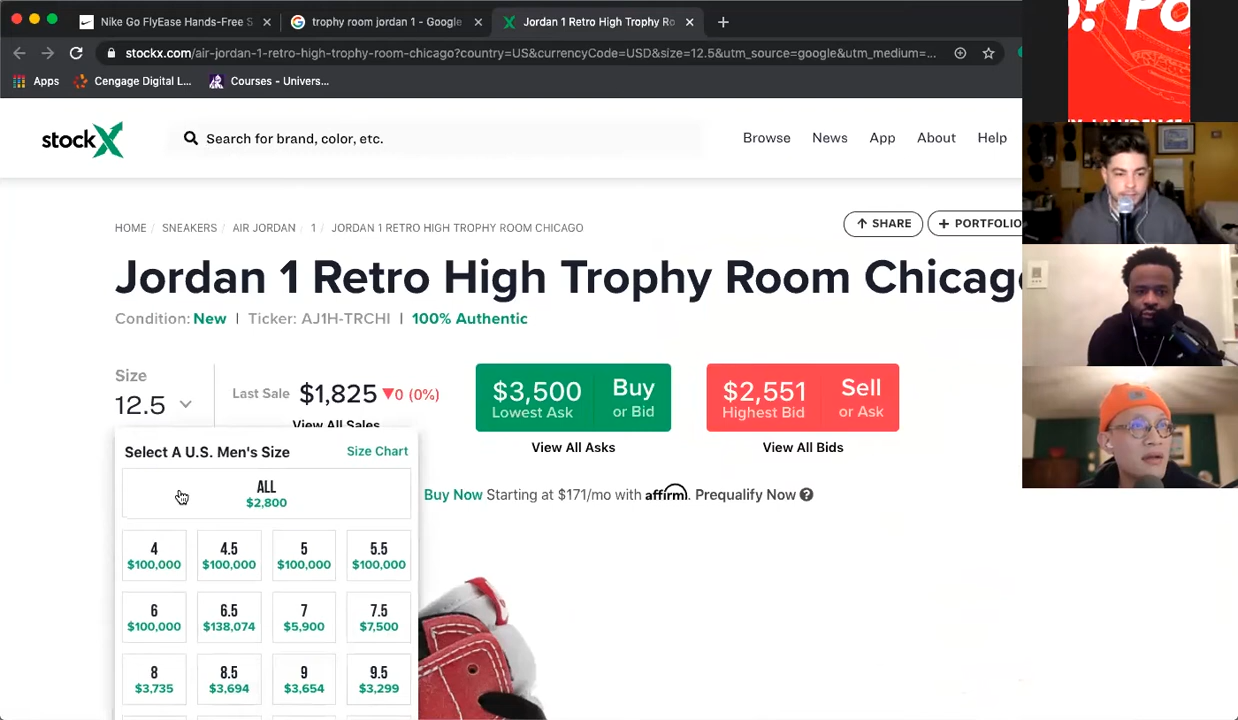 Nike Go FlyEase Hands-Free S
trophy room jordan 1 - Google
Jordan 1 Retro High Trophy Ro
stockx.com/air-jordan-1-retro-high-trophy-room-chicago?country=US&currencyCode=USD&size=12.5&utm_source=google&utm_medium=...
Apps
Cengage Digital L...
Courses - Univers...
stockX
Search for brand, color, etc.
Browse
News
App
About
Help
HOME / SNEAKERS / AIR JORDAN / 1 / JORDAN 1 RETRO HIGH TROPHY ROOM CHICAGO
SHARE
+ PORTFOLIO
Jordan 1 Retro High Trophy Room Chicago
Condition: New | Ticker: AJ1H-TRCHI | 100% Authentic
Size
12.5
Last Sale $1,825 ▼0 (0%)
View All Sales
$3,500 Buy
Lowest Ask or Bid
View All Asks
$2,551 Sell
Highest Bid or Ask
View All Bids
Select A U.S. Men's Size
Size Chart
ALL
$2,800
Buy Now Starting at $171/mo with affirm. Prequalify Now ?
4 4.5 5 5.5
$100,000 $100,000 $100,000 $100,000
6 6.5 7 7.5
$100,000 $138,074 $5,900 $7,500
8 8.5 9 9.5
$3,735 $3,694 $3,654 $3,299